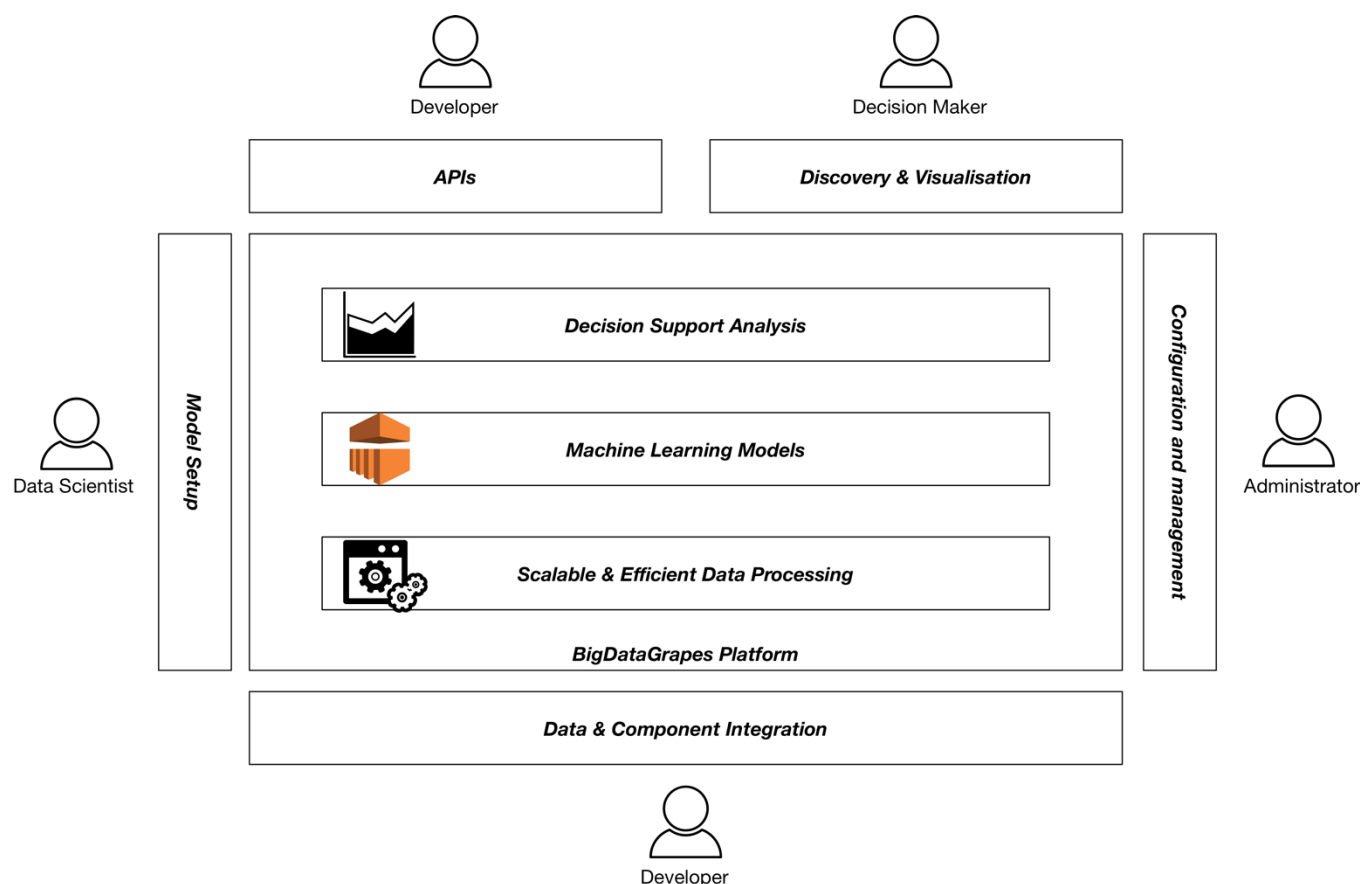 Developer
Decision Maker
APIs
Discovery & Visualisation
Decision Support Analysis
Model Setup
Configuration and management
Machine Learning Models
Data Scientist
Administrator
Scalable & Efficient Data Processing
BigDataGrapes Platform
Data & Component Integration
Developer